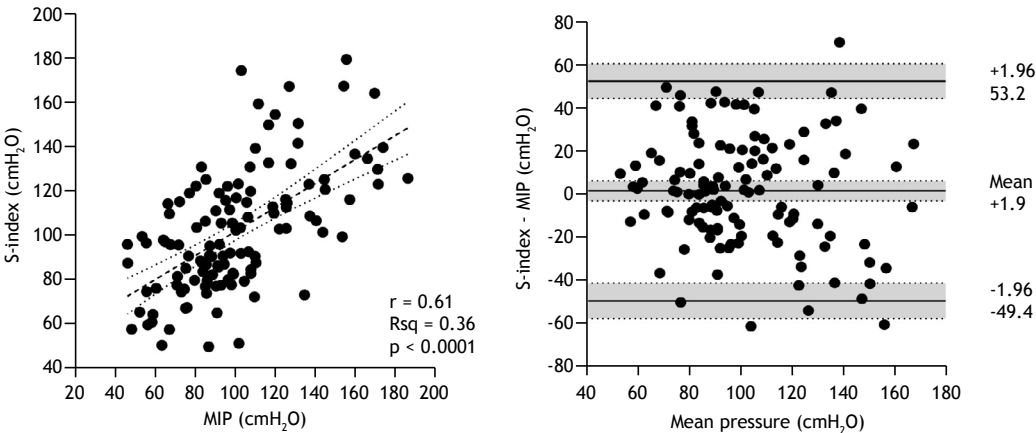 200
180
160
140
120
100
80
60
40
S-index (cmH2O)
20 40 60 80 100 120 140 160 180 200
MIP (cmH2O)
r = 0.61
Rsq = 0.36
p < 0.0001
80
60
40
20
0
-20
-40
-60
-80
S-index - MIP (cmH2O)
40 60 80 100 120 140 160 180
Mean pressure (cmH2O)
+1.96
53.2
Mean
+1.9
-1.96
-49.4